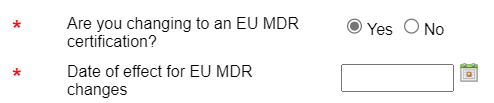 * Are you changing to an EU MDR certification? Yes No
* Date of effect for EU MDR changes